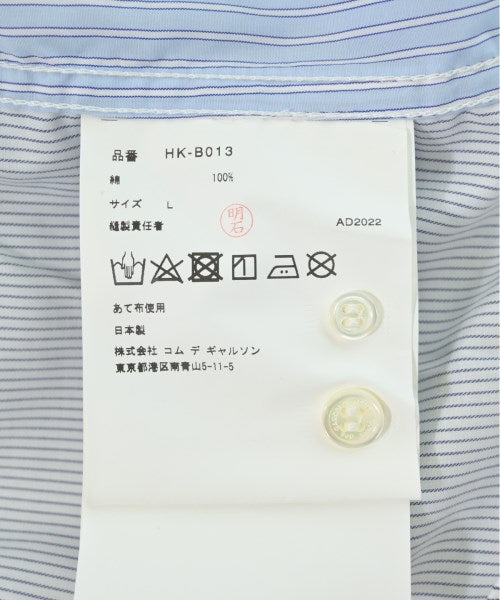 品番 HK-B013
綿 100%
サイズ L
明石
縫製責任者 AD2022
あて布使用
日本製
株式会社 コム デ ギャルソン
東京都港区南青山5-11-5